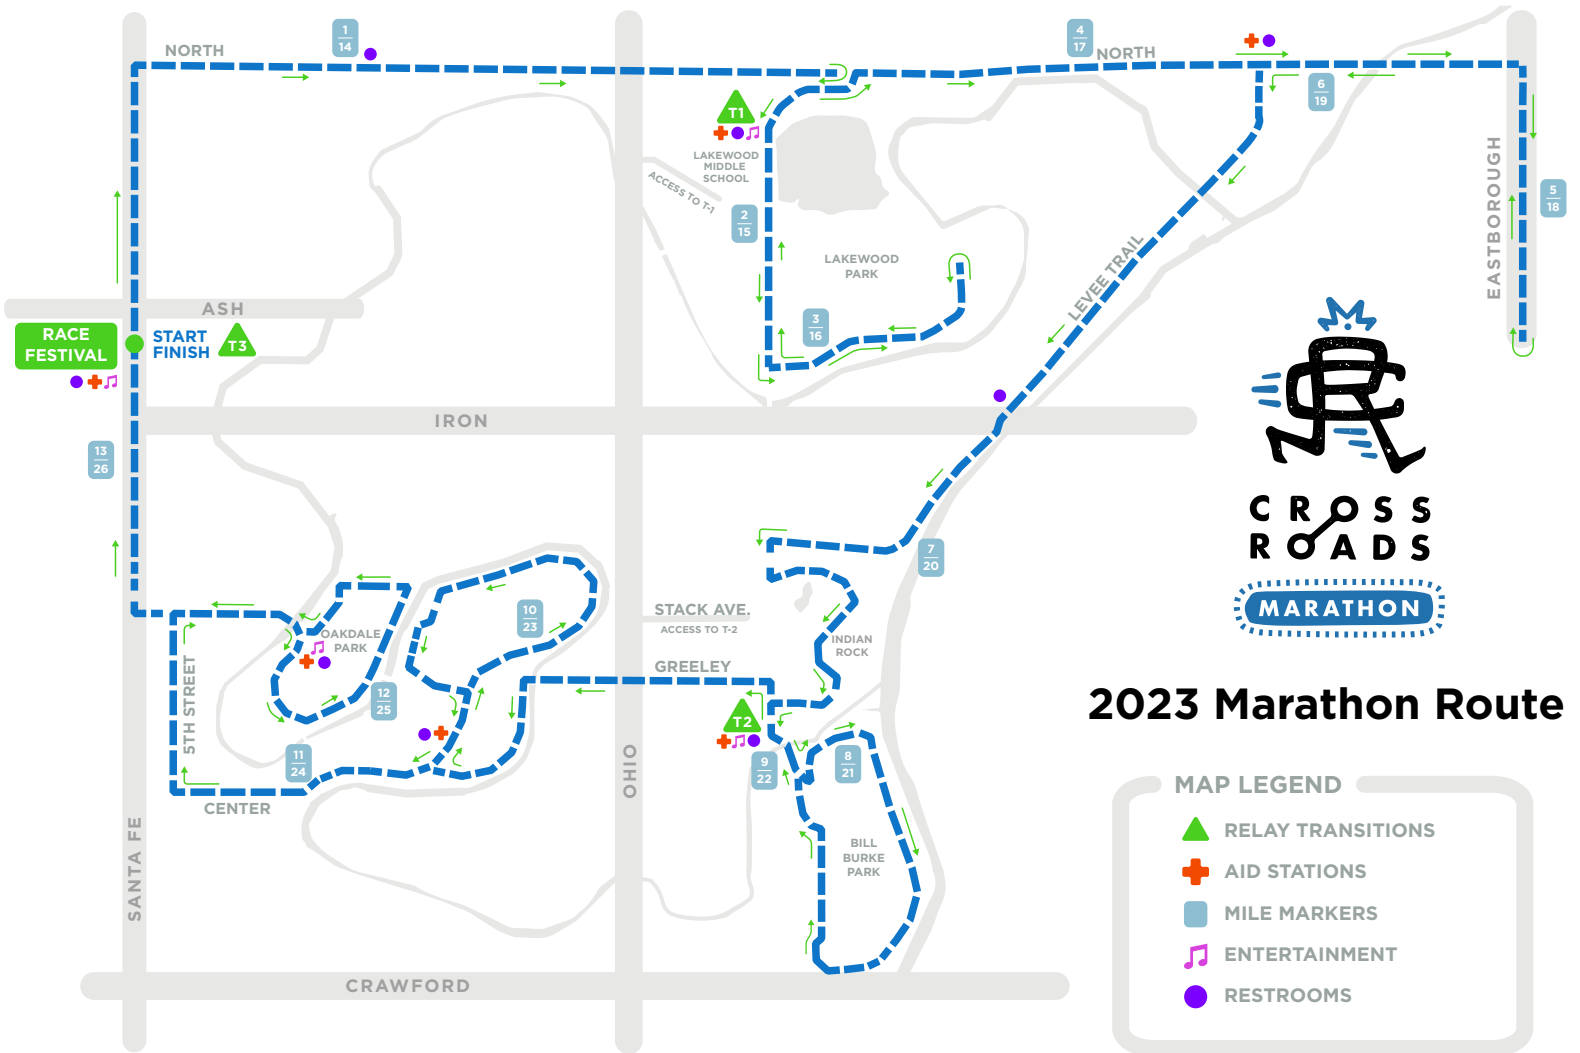 NORTH
1
14
4
17
NORTH
6
19
T1
LAKEWOOD
MIDDLE
SCHOOL
ACCESS TO T-1
2
15
LAKEWOOD
PARK
3
16
LEVEE TRAIL
EASTBOROUGH
5
18
ASH
RACE
FESTIVAL
START
FINISH
T3
IRON
13
26
CROSS
ROADS
MARATHON
7
20
10
23
STACK AVE.
ACCESS TO T-2
INDIAN
ROCK
OAKDALE
PARK
GREELEY
5TH STREET
12
25
T2
2023 Marathon Route
11
24
9
22
8
21
OHIO
CENTER
SANTA FE
BILL
BURKE
PARK
CRAWFORD
MAP LEGEND
RELAY TRANSITIONS
AID STATIONS
MILE MARKERS
ENTERTAINMENT
RESTROOMS